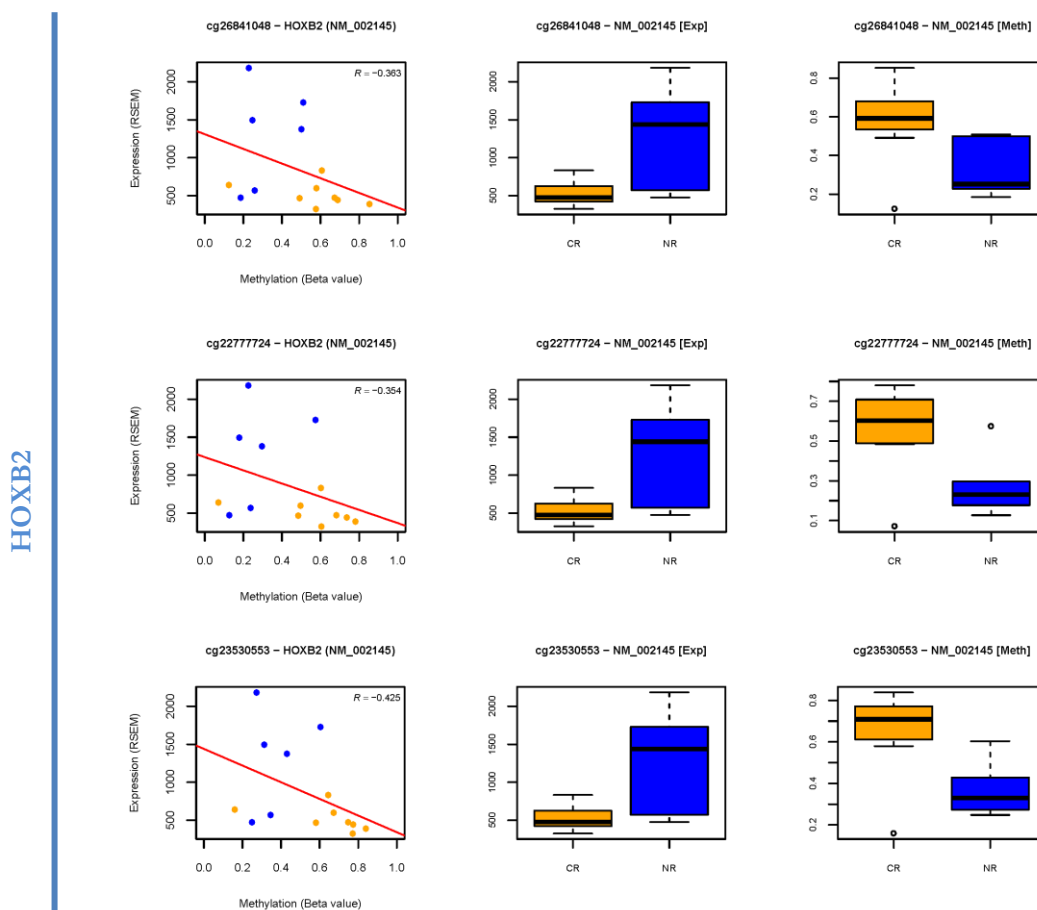 HOXB2
cg26841048 – HOXB2 (NM_002145)
R = −0.363
Expression (RSEM)
2000
1500
1000
500
0.0 0.2 0.4 0.6 0.8 1.0
Methylation (Beta value)
cg26841048 – NM_002145 [Exp]
2000
1500
1000
500
CR NR
cg26841048 – NM_002145 [Meth]
0.8
0.6
0.4
0.2
CR NR
cg22777724 – HOXB2 (NM_002145)
R = −0.354
Expression (RSEM)
2000
1500
1000
500
0.0 0.2 0.4 0.6 0.8 1.0
Methylation (Beta value)
cg22777724 – NM_002145 [Exp]
2000
1500
1000
500
CR NR
cg22777724 – NM_002145 [Meth]
0.7
0.5
0.3
0.1
CR NR
cg23530553 – HOXB2 (NM_002145)
R = −0.425
Expression (RSEM)
2000
1500
1000
500
0.0 0.2 0.4 0.6 0.8 1.0
Methylation (Beta value)
cg23530553 – NM_002145 [Exp]
2000
1500
1000
500
CR NR
cg23530553 – NM_002145 [Meth]
0.8
0.6
0.4
0.2
CR NR